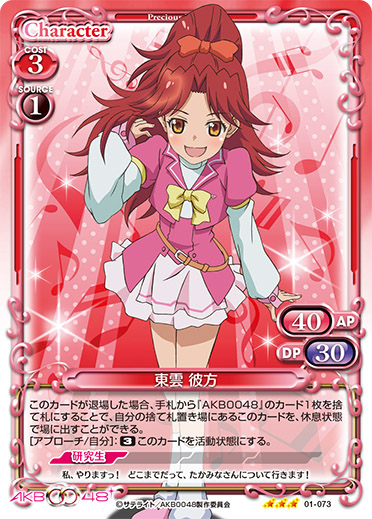 Precious
Character
COST
3
SOURCE
1
40 AP
DP 30
東雲 彼方
このカードが退場した場合、手札から「AKB0048」のカード1枚を捨
て札にすることで、自分の捨て札置き場にあるこのカードを、休息状態
で場に出すことができる。
[アプローチ/自分]:3このカードを活動状態にする。
研究生
私、やりますっ! どこまでだって、たかみなさんについて行きます!
AKB0048
©サテライト/AKB0048製作委員会
01-073